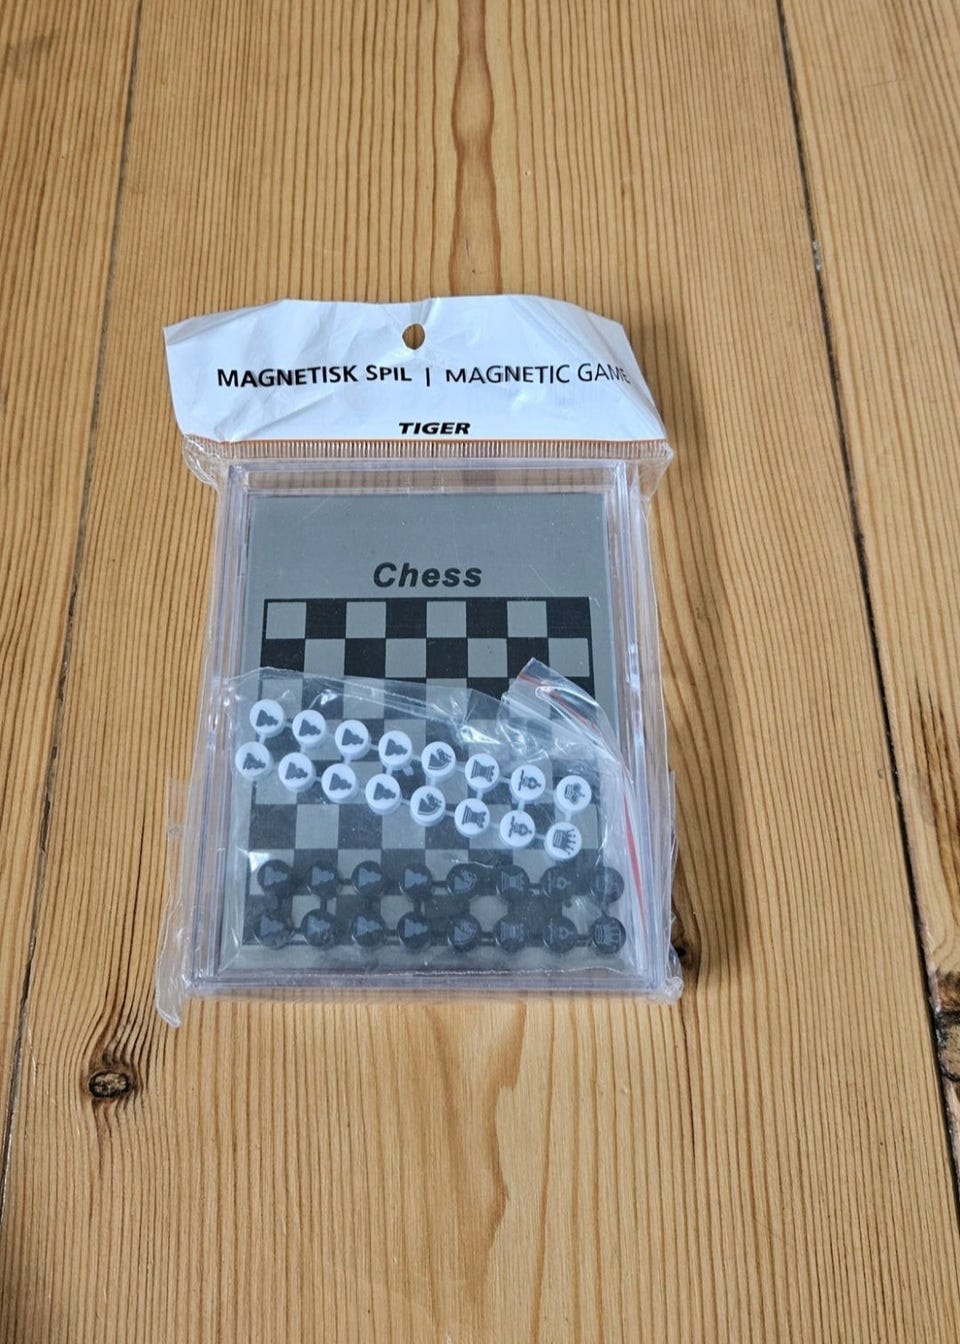 MAGNETISK SPIL | MAGNETIC GAME
TIGER
Chess